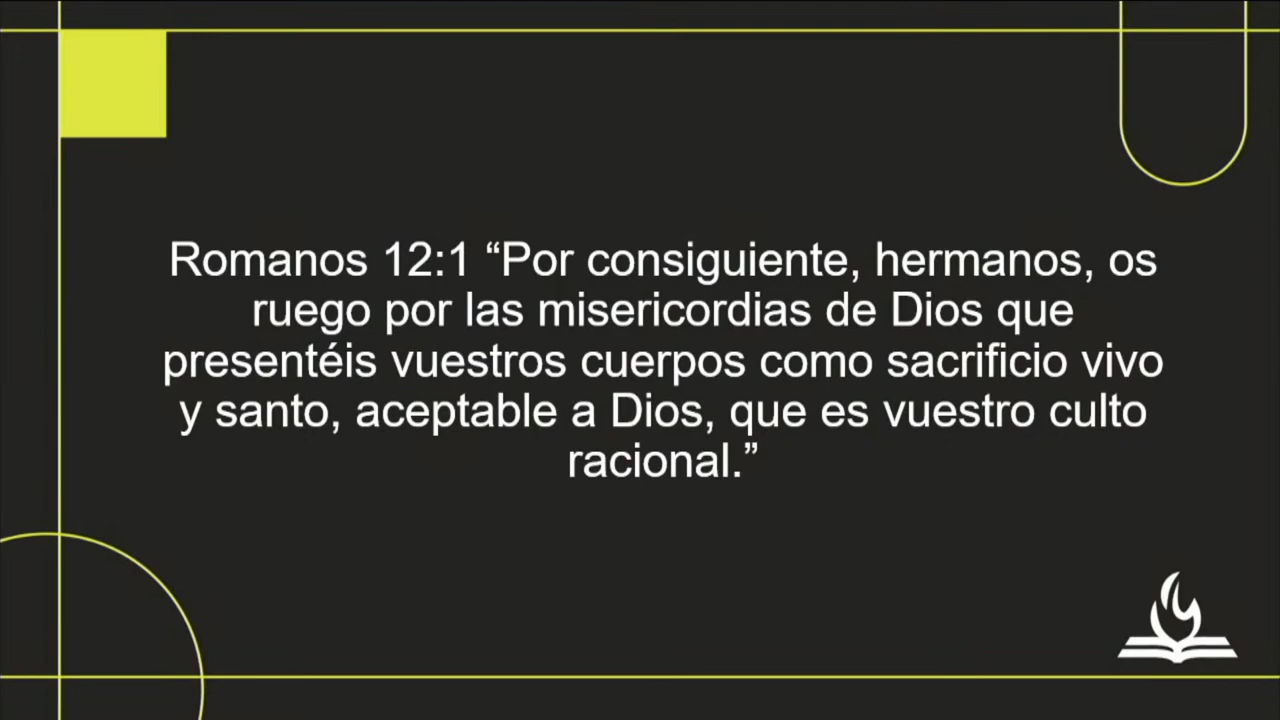 Romanos 12:1 “Por consiguiente, hermanos, os
ruego por las misericordias de Dios que
presentéis vuestros cuerpos como sacrificio vivo
y santo, aceptable a Dios, que es vuestro culto
racional.”